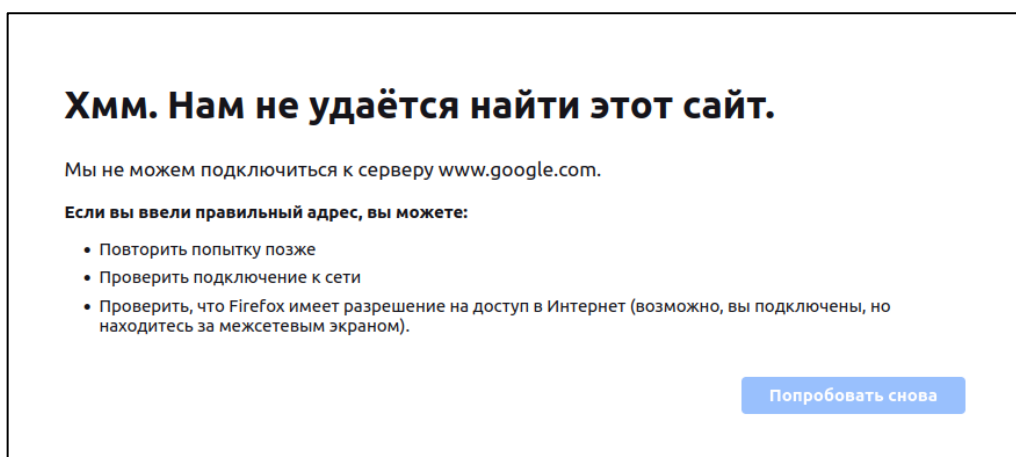 Хмм. Нам не удаётся найти этот сайт.
Мы не можем подключиться к серверу www.google.com.
Если вы ввели правильный адрес, вы можете:
• Повторить попытку позже
• Проверить подключение к сети
• Проверить, что Firefox имеет разрешение на доступ в Интернет (возможно, вы подключены, но
находитесь за межсетевым экраном).
Попробовать снова